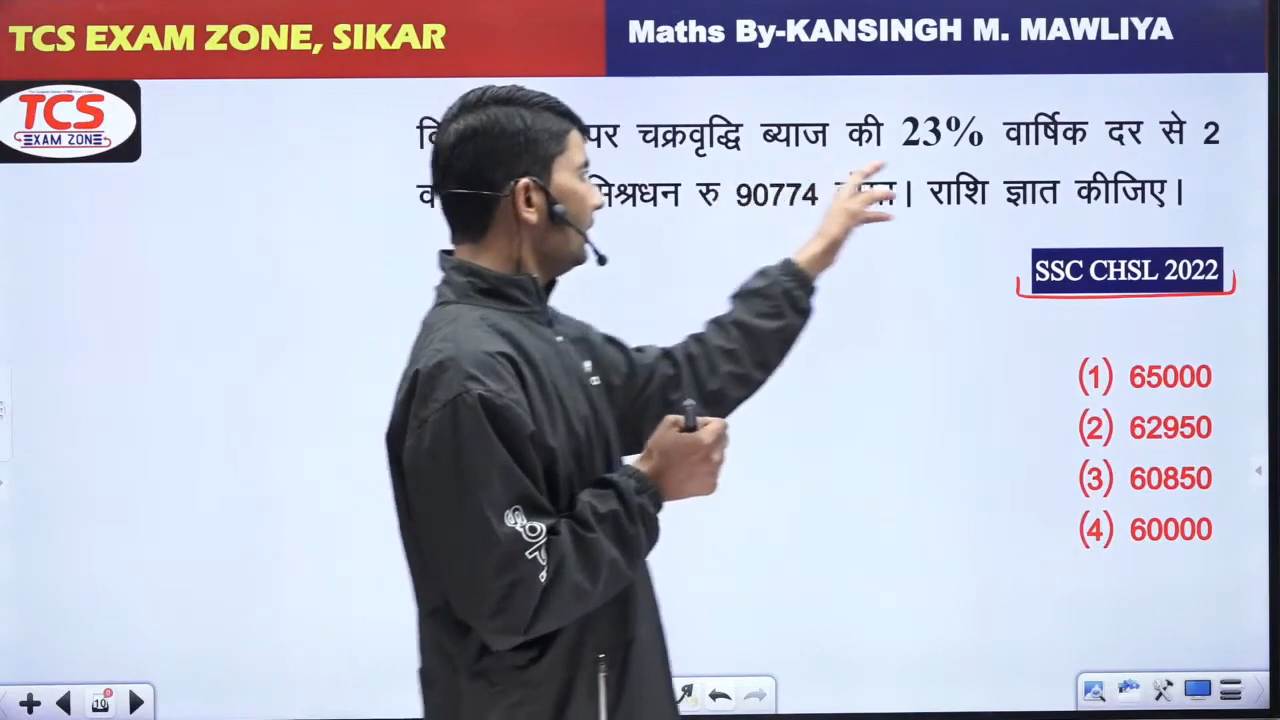 TCS EXAM ZONE, SIKAR
Maths By-KANSINGH M. MAWLIYA
TCS
EXAM ZONE
पर चक्रवृद्धि ब्याज की 23% वार्षिक दर से 2
मिश्रधन रु 90774 । राशि ज्ञात कीजिए।
SSC CHSL 2022
(1) 65000
(2) 62950
(3) 60850
(4) 60000
10